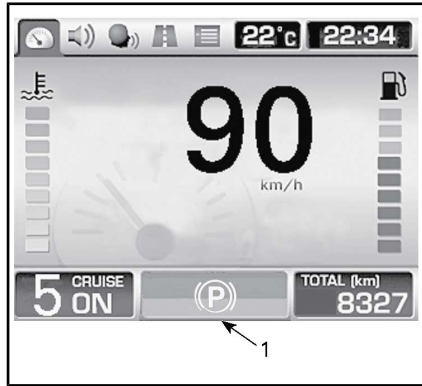 22°c 22:34
90
km/h
5 CRUISE ON
(P)
TOTAL (km)
8327
1